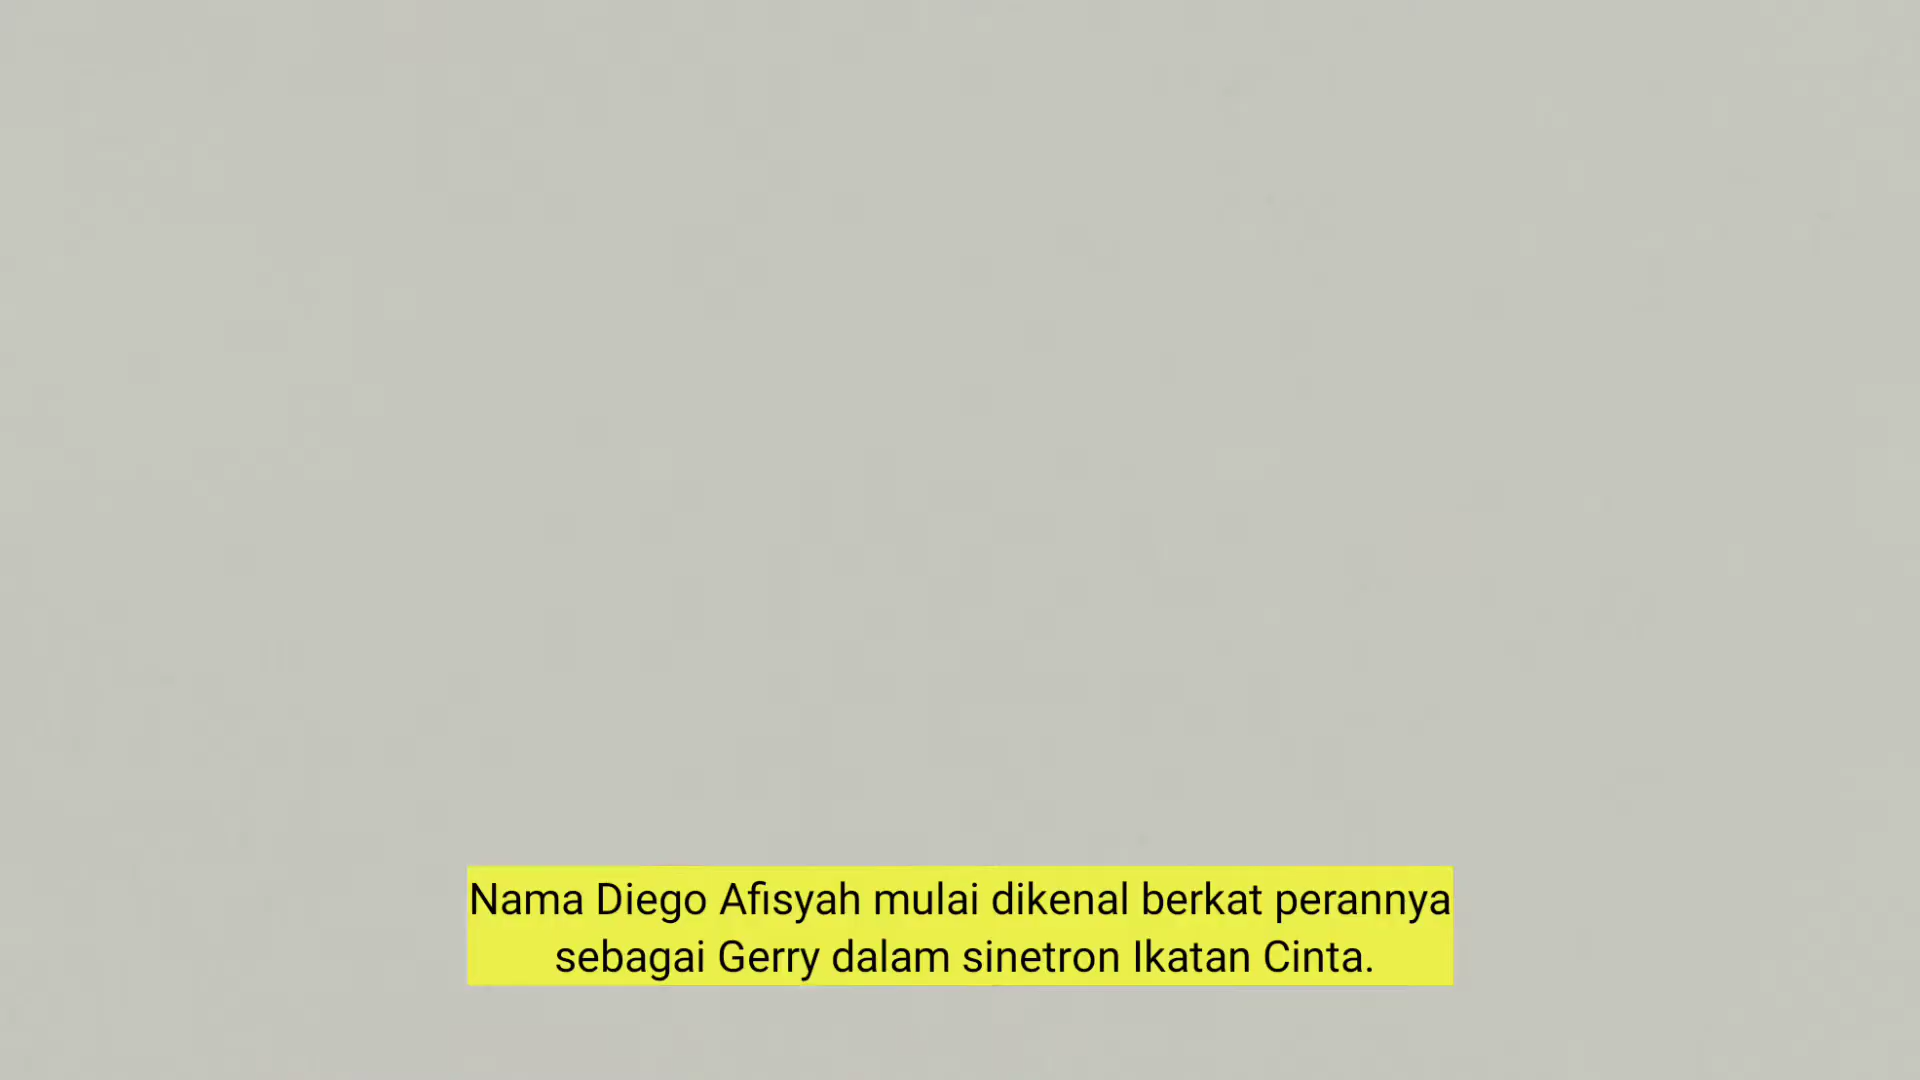 Nama Diego Afisyah mulai dikenal berkat perannya
sebagai Gerry dalam sinetron Ikatan Cinta.